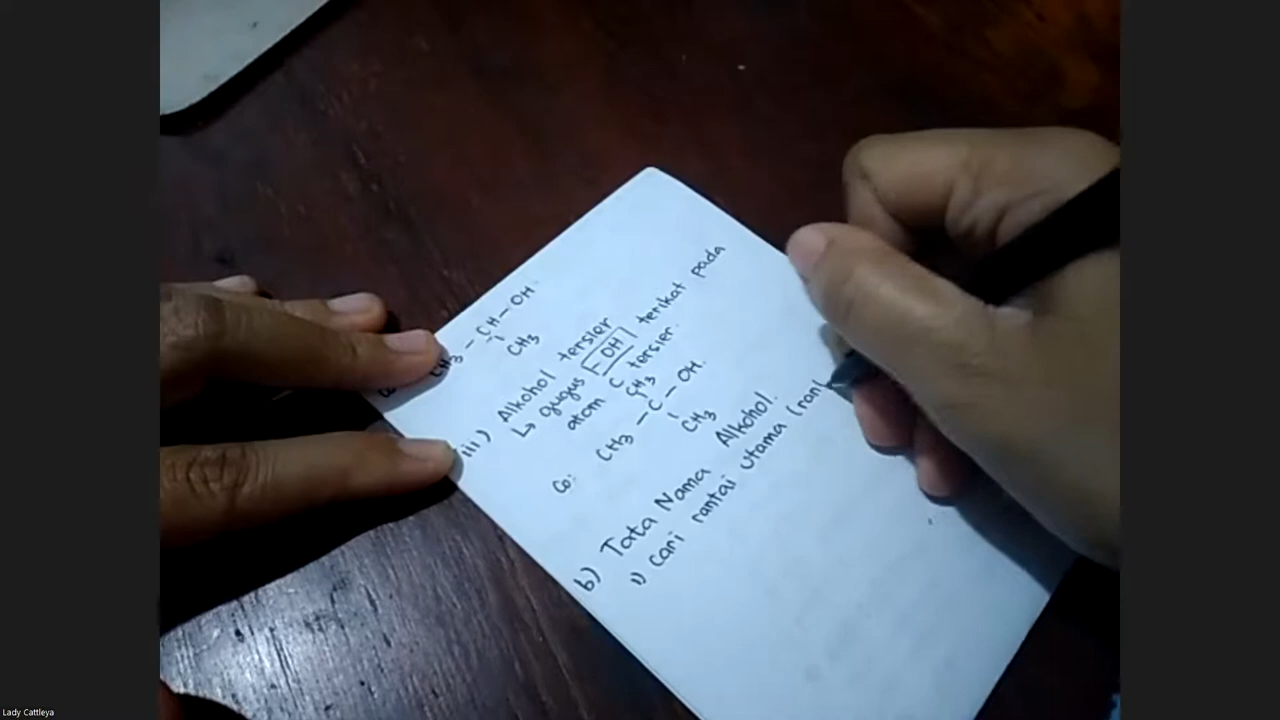 CH3 - CH - OH
CH3
iii) Alkohol tersier
↳ gugus [-OH] terikat pada
atom C tersier.
CH3
Co: CH3 - C - OH.
CH3
b) Tata Nama Alkohol.
1) Cari rantai utama (ran
Lady Cattleya